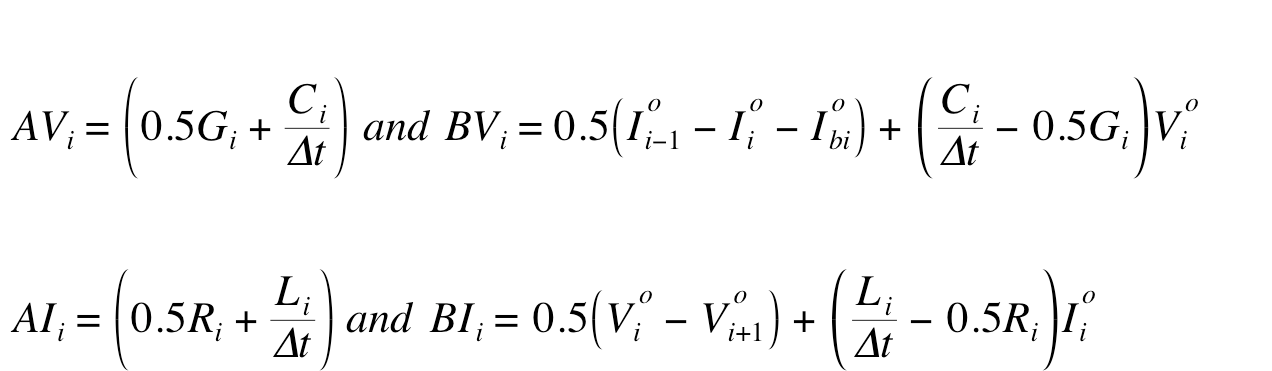 AV_i = (0.5G_i + C_i/Δt) and BV_i = 0.5(I^o_{i−1} − I^o_i − I^o_{bi}) + (C_i/Δt − 0.5G_i)V^o_i
AI_i = (0.5R_i + L_i/Δt) and BI_i = 0.5(V^o_i − V^o_{i+1}) + (L_i/Δt − 0.5R_i)I^o_i